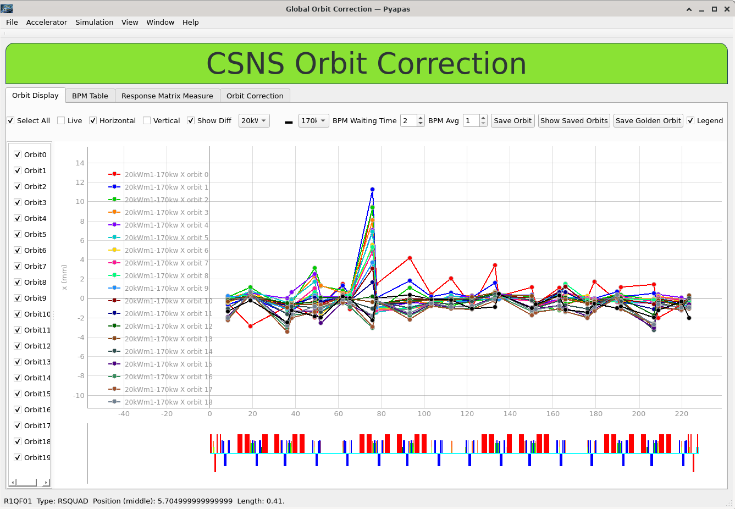 Global Orbit Correction — Pyapas
File Accelerator Simulation View Window Help
CSNS Orbit Correction
Orbit Display BPM Table Response Matrix Measure Orbit Correction
Select All Live Horizontal Vertical Show Diff 20kV 170k BPM Waiting Time 2 BPM Avg 1 Save Orbit Show Saved Orbits Save Golden Orbit Legend
Orbit0
Orbit1
Orbit2
Orbit3
Orbit4
Orbit5
Orbit6
Orbit7
Orbit8
Orbit9
Orbit10
Orbit11
Orbit12
Orbit13
Orbit14
Orbit15
Orbit16
Orbit17
Orbit18
Orbit19
x (mm)
14
12
10
8
6
4
2
0
-2
-4
-6
-8
-10
20kWm1-170kw X orbit 0
20kWm1-170kw X orbit 1
20kWm1-170kw X orbit 2
20kWm1-170kw X orbit 3
20kWm1-170kw X orbit 4
20kWm1-170kw X orbit 5
20kWm1-170kw X orbit 6
20kWm1-170kw X orbit 7
20kWm1-170kw X orbit 8
20kWm1-170kw X orbit 9
20kWm1-170kw X orbit 10
20kWm1-170kw X orbit 11
20kWm1-170kw X orbit 12
20kWm1-170kw X orbit 13
20kWm1-170kw X orbit 14
20kWm1-170kw X orbit 15
20kWm1-170kw X orbit 16
20kWm1-170kw X orbit 17
20kWm1-170kw X orbit 18
-40 -20 0 20 40 60 80 100 120 140 160 180 200 220
R1QF01 Type: RSQUAD Position (middle): 5.704999999999999 Length: 0.41.